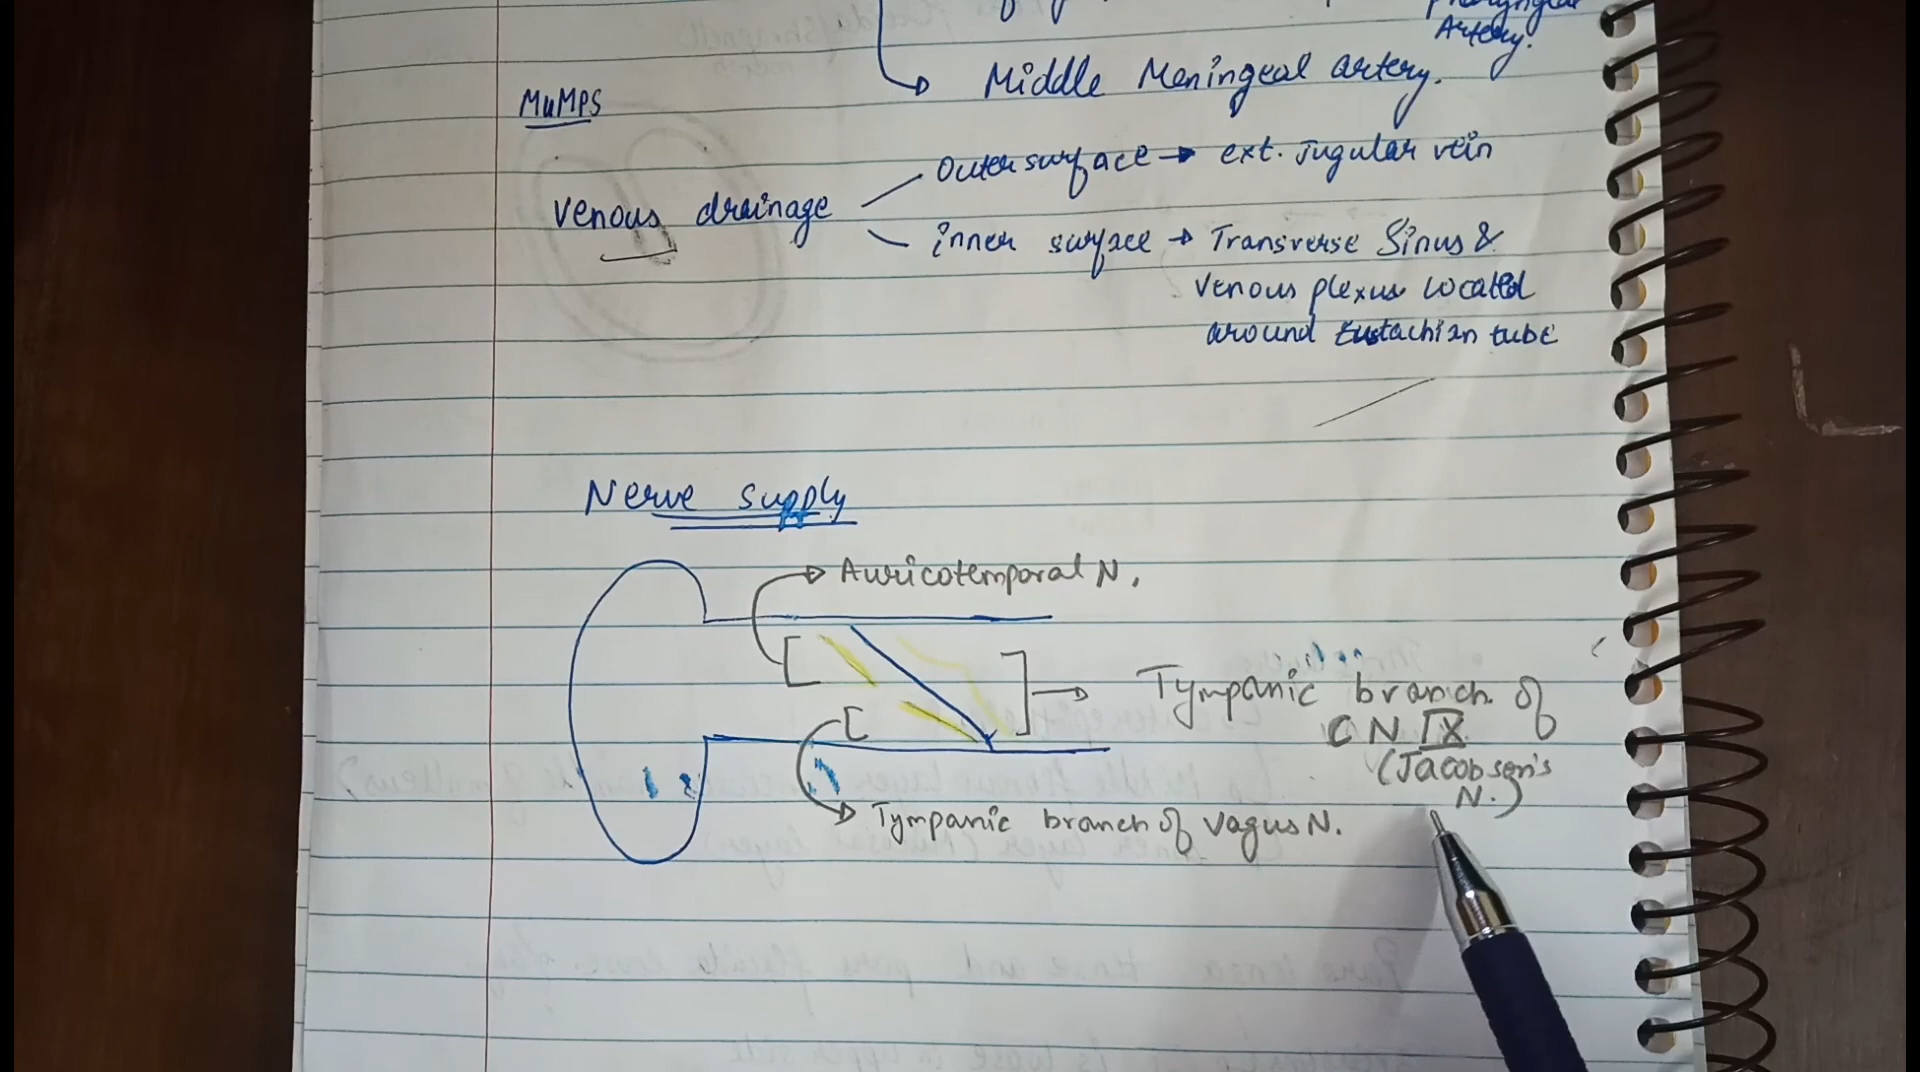 Artery.
Middle Meningeal artery.
MuMPS
Outer surface → ext. Jugular vein
Venous drainage
inner surface → Transverse Sinus &
Venous plexus located
around Eustachian tube
Nerve supply
Auricotemporal N.
Tympanic branch of
CN IX
(Jacobson's
N.)
Tympanic branch of vagus N.